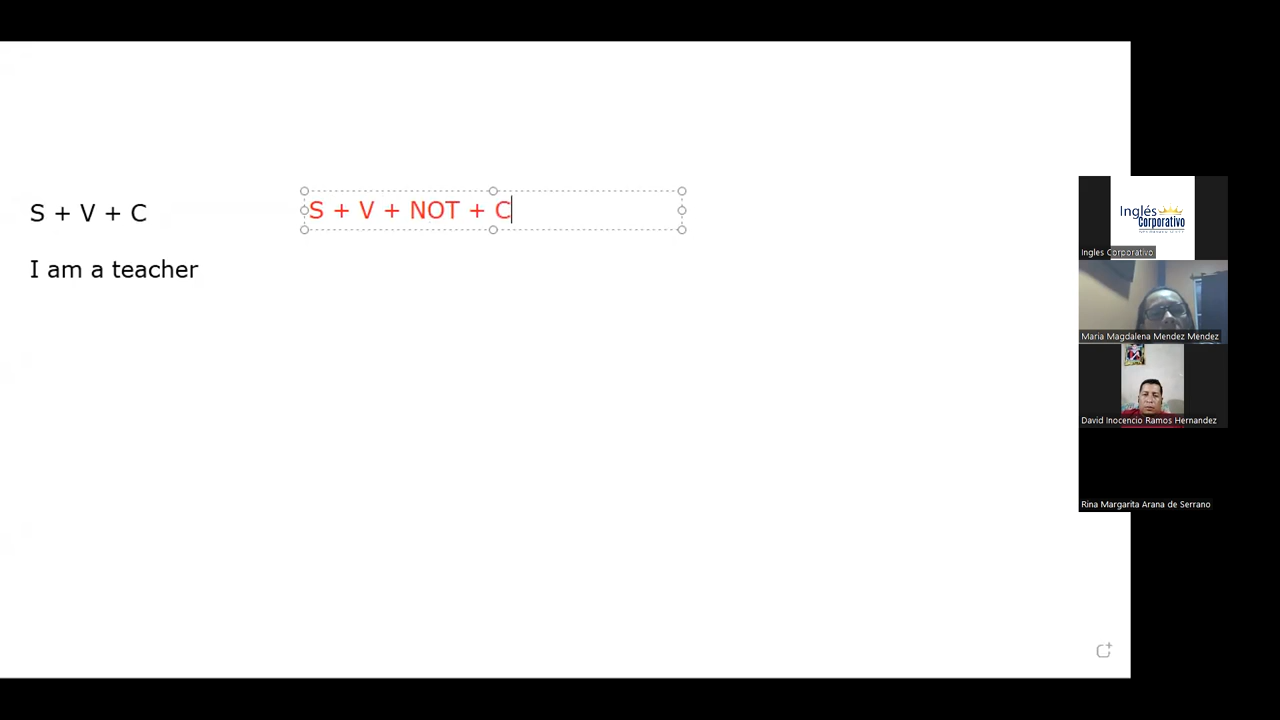 S + V + C
S + V + NOT + C
I am a teacher
Inglés
Corporativo
Ingles Corporativo
Maria Magdalena Mendez Mendez
David Inocencio Ramos Hernandez
Rina Margarita Arana de Serrano